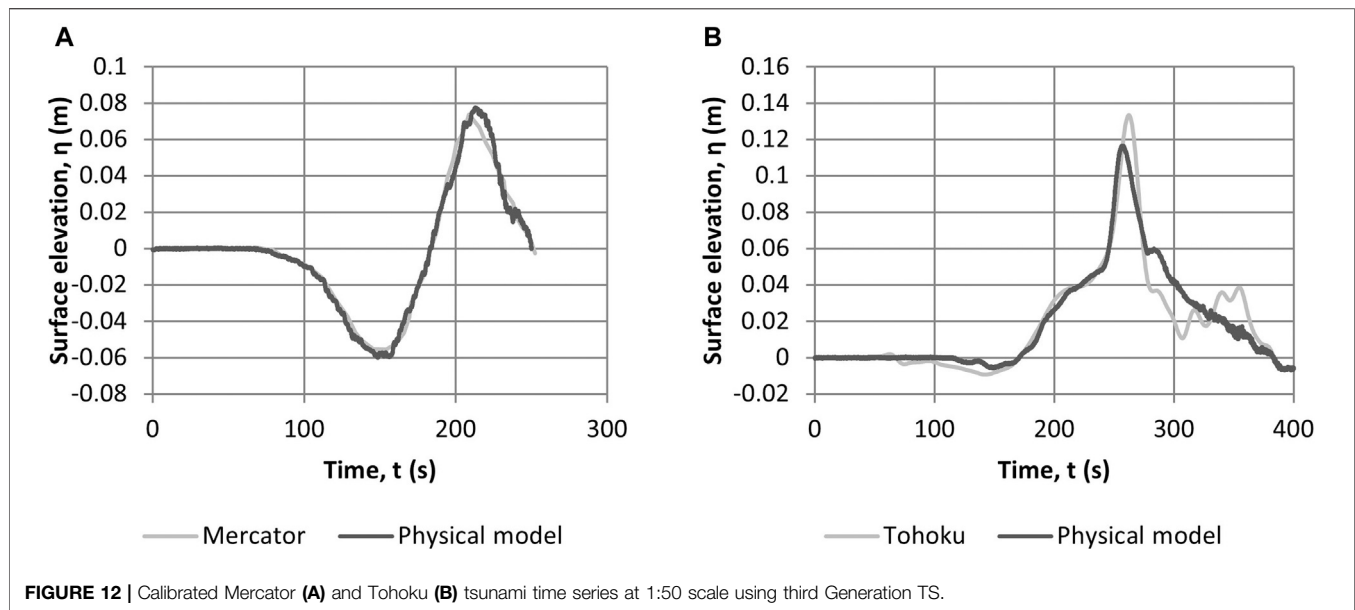 A
Surface elevation, η (m)
0.1
0.08
0.06
0.04
0.02
0
-0.02
-0.04
-0.06
-0.08
0 100 200 300
Time, t (s)
Mercator Physical model
B
Surface elevation, η (m)
0.16
0.14
0.12
0.1
0.08
0.06
0.04
0.02
0
-0.02
0 100 200 300 400
Time, t (s)
Tohoku Physical model
FIGURE 12 | Calibrated Mercator (A) and Tohoku (B) tsunami time series at 1:50 scale using third Generation TS.